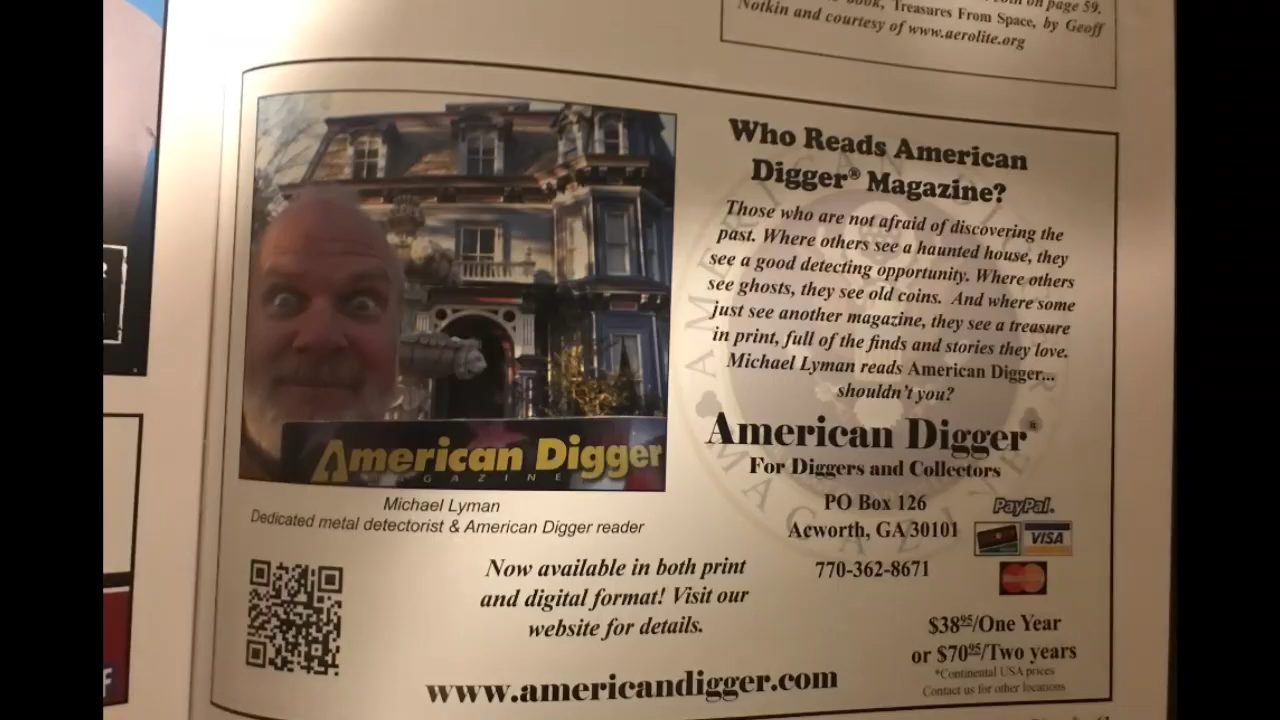 on page 59.
book, Treasures From Space, by Geoff
Notkin and courtesy of www.aerolite.org
Who Reads American
Digger® Magazine?
Those who are not afraid of discovering the
past. Where others see a haunted house, they
see a good detecting opportunity. Where others
see ghosts, they see old coins. And where some
just see another magazine, they see a treasure
in print, full of the finds and stories they love.
Michael Lyman reads American Digger...
shouldn't you?
American Digger
MAGAZINE
Michael Lyman
Dedicated metal detectorist & American Digger reader
American Digger®
For Diggers and Collectors
PO Box 126
Acworth, GA 30101
770-362-8671
PayPal.
VISA
Now available in both print
and digital format! Visit our
website for details.
$38⁹⁵/One Year
or $70⁹⁵/Two years
*Continental USA prices
Contact us for other locations
www.americandigger.com